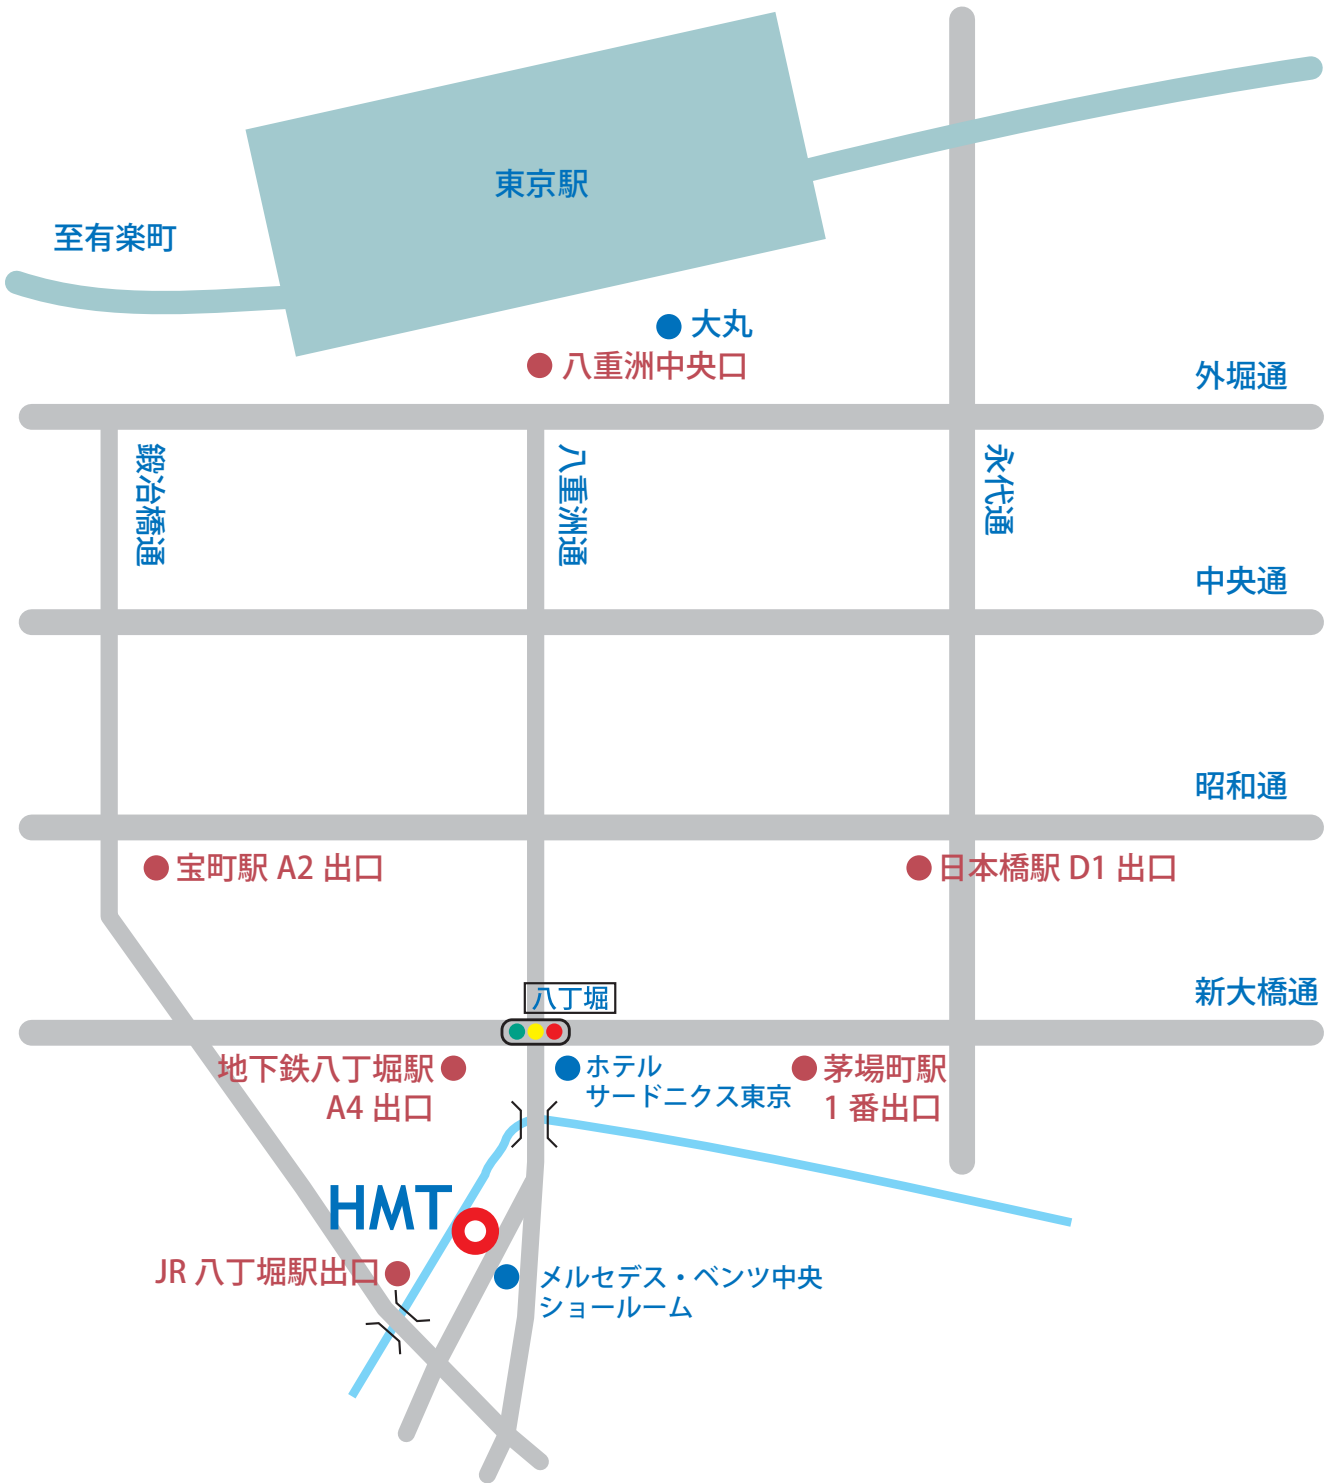 東京駅
至有楽町
大丸
八重洲中央口
外堀通
鍛冶橋通
八重洲通
永代通
中央通
昭和通
宝町駅 A2 出口
日本橋駅 D1 出口
八丁堀
新大橋通
地下鉄八丁堀駅
A4 出口
ホテル
サードニクス東京
茅場町駅
1 番出口
HMT
JR 八丁堀駅出口
メルセデス・ベンツ中央
ショールーム